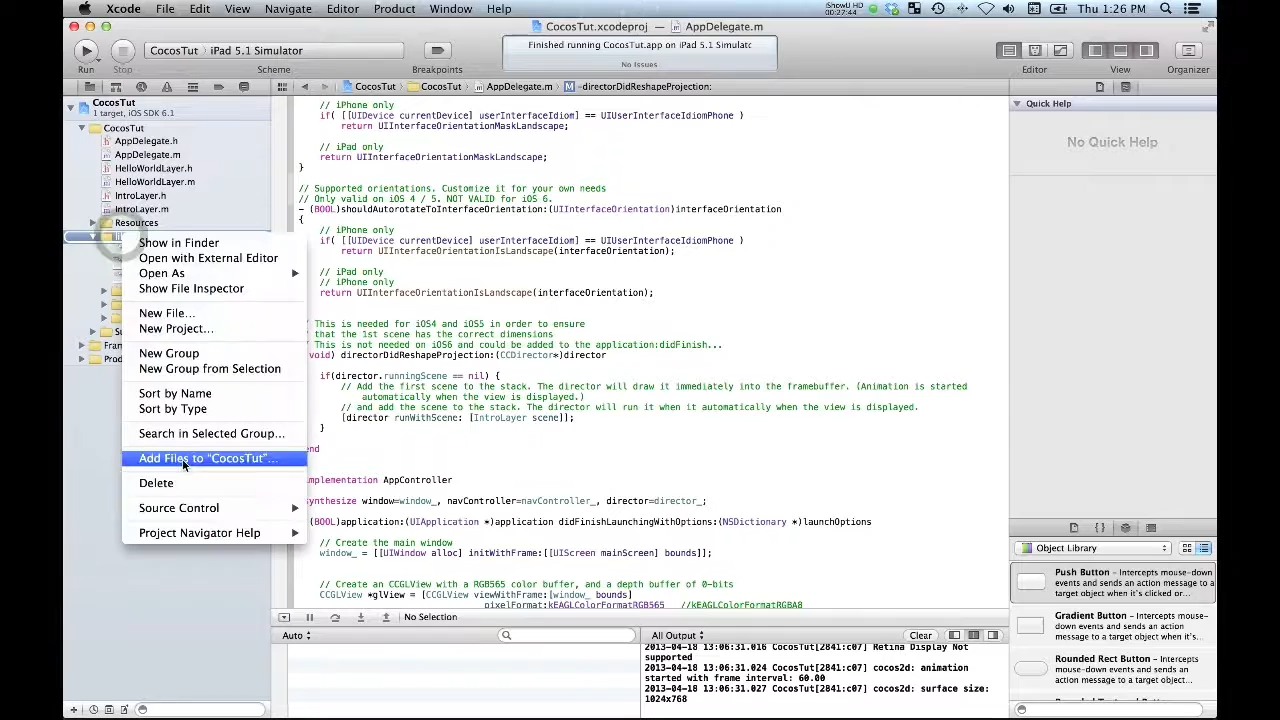 Xcode File Edit View Navigate Editor Product Window Help
iShowU HD
00:27:44
Thu 1:26 PM
CocosTut.xcodeproj — AppDelegate.m
CocosTut iPad 5.1 Simulator
Finished running CocosTut.app on iPad 5.1 Simulatc
No Issues
Run Stop Scheme Breakpoints Editor View Organizer
CocosTut CocosTut AppDelegate.m -directorDidReshapeProjection:
CocosTut
1 target, iOS SDK 6.1
CocosTut
AppDelegate.h
AppDelegate.m
HelloWorldLayer.h
HelloWorldLayer.m
IntroLayer.h
IntroLayer.m
Resources
Su
Fram
Prod
Show in Finder
Open with External Editor
Open As
Show File Inspector
New File...
New Project...
New Group
New Group from Selection
Sort by Name
Sort by Type
Search in Selected Group...
Add Files to "CocosTut"...
Delete
Source Control
Project Navigator Help
// iPhone only
if( [[UIDevice currentDevice] userInterfaceIdiom] == UIUserInterfaceIdiomPhone )
return UIInterfaceOrientationMaskLandscape;
// iPad only
return UIInterfaceOrientationMaskLandscape;
}
// Supported orientations. Customize it for your own needs
// Only valid on iOS 4 / 5. NOT VALID for iOS 6.
- (BOOL)shouldAutorotateToInterfaceOrientation:(UIInterfaceOrientation)interfaceOrientation
{
// iPhone only
if( [[UIDevice currentDevice] userInterfaceIdiom] == UIUserInterfaceIdiomPhone )
return UIInterfaceOrientationIsLandscape(interfaceOrientation);
// iPad only
// iPhone only
return UIInterfaceOrientationIsLandscape(interfaceOrientation);
This is needed for iOS4 and iOS5 in order to ensure
that the 1st scene has the correct dimensions
This is not needed on iOS6 and could be added to the application:didFinish...
void) directorDidReshapeProjection:(CCDirector*)director
if(director.runningScene == nil) {
// Add the first scene to the stack. The director will draw it immediately into the framebuffer. (Animation is started
automatically when the view is displayed.)
// and add the scene to the stack. The director will run it when it automatically when the view is displayed.
[director runWithScene: [IntroLayer scene]];
}
end
implementation AppController
synthesize window=window_, navController=navController_, director=director_;
(BOOL)application:(UIApplication *)application didFinishLaunchingWithOptions:(NSDictionary *)launchOptions
// Create the main window
window_ = [[UIWindow alloc] initWithFrame:[[UIScreen mainScreen] bounds]];
// Create an CCGLView with a RGB565 color buffer, and a depth buffer of 0-bits
CCGLView *glView = [CCGLView viewWithFrame:[window_ bounds]
pixelFormat:kEAGLColorFormatRGB565 //kEAGLColorFormatRGBA8
No Selection
Auto
All Output
Clear
2013-04-18 13:06:31.016 CocosTut[2841:c07] Retina Display Not
supported
2013-04-18 13:06:31.024 CocosTut[2841:c07] cocos2d: animation
started with frame interval: 60.00
2013-04-18 13:06:31.027 CocosTut[2841:c07] cocos2d: surface size:
1024x768
Quick Help
No Quick Help
Object Library
Push Button – Intercepts mouse-down
events and sends an action message to a
target object when it's clicked or...
Gradient Button – Intercepts mouse-
down events and sends an action
message to a target object when it's...
Rounded Rect Button – Intercepts
mouse-down events and sends an
action message to a target object...